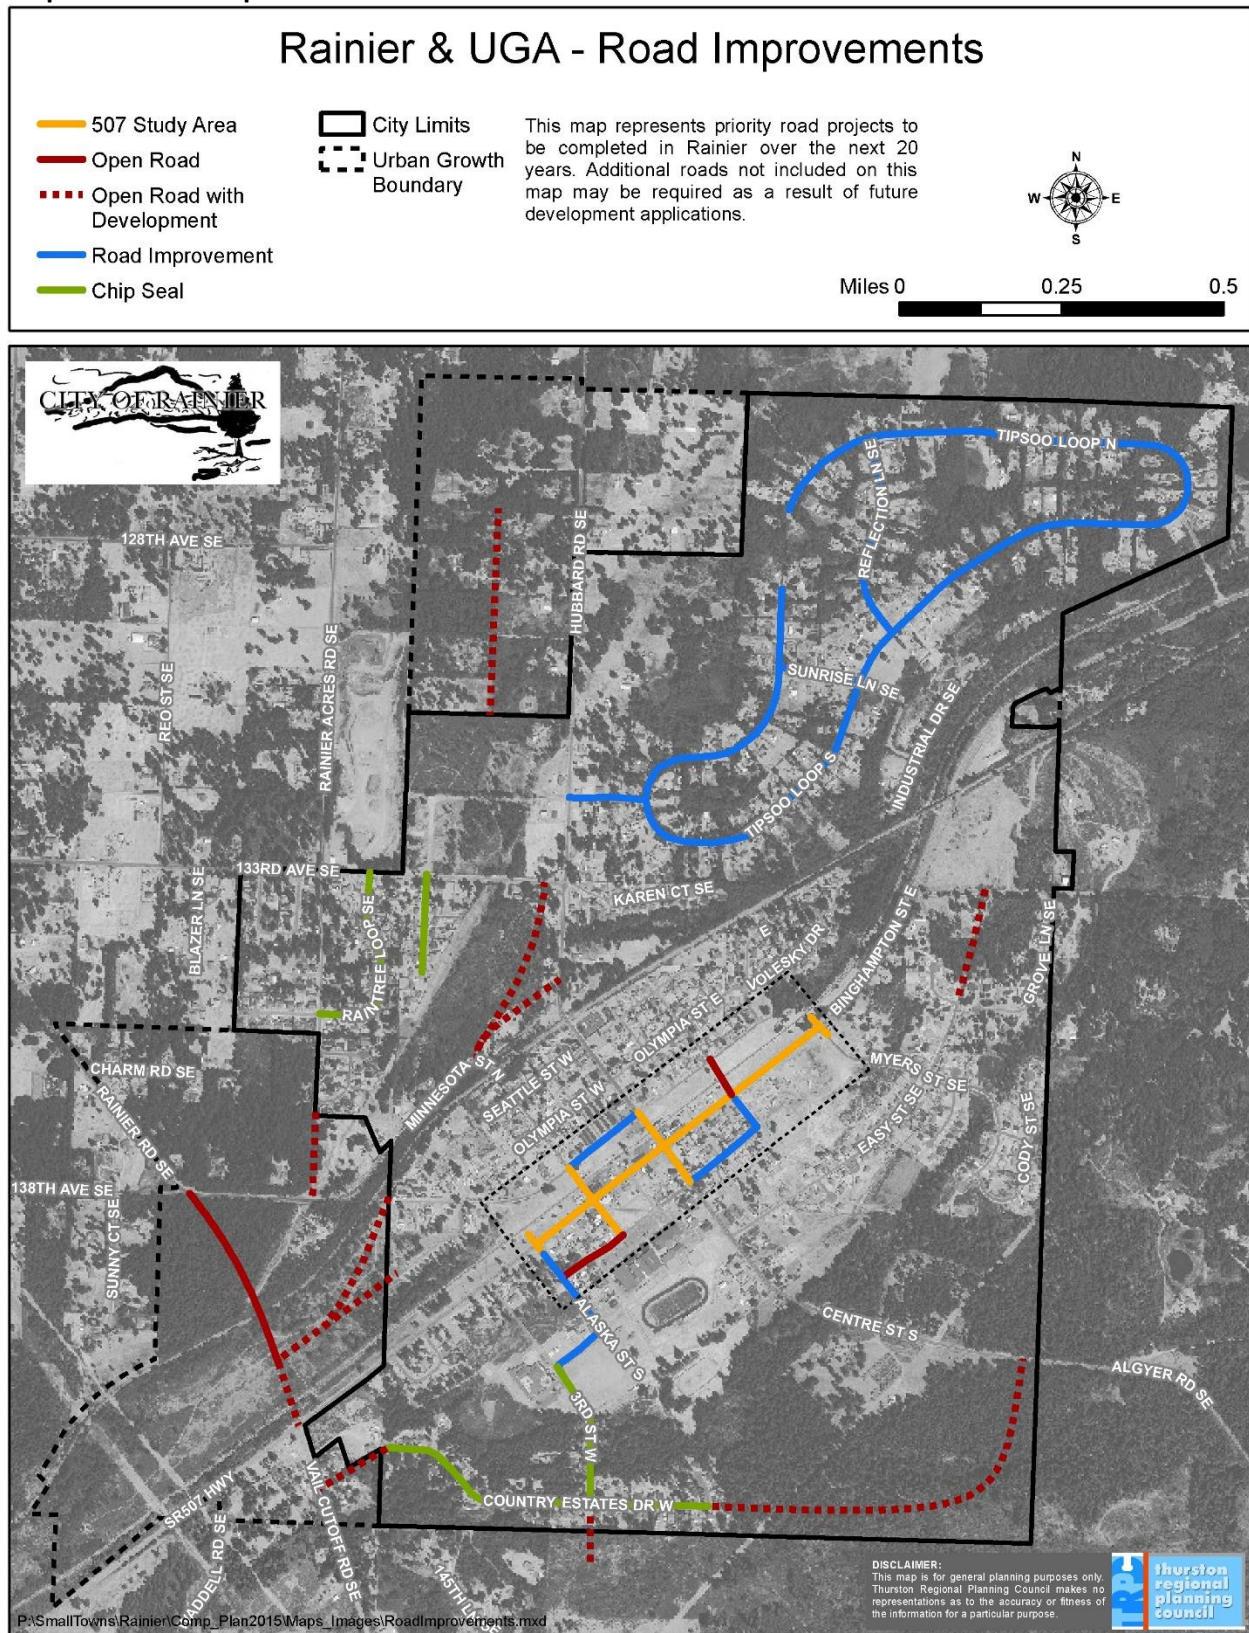 Rainier & UGA - Road Improvements
507 Study Area
Open Road
Open Road with
Development
Road Improvement
Chip Seal
City Limits
Urban Growth
Boundary
This map represents priority road projects to
be completed in Rainier over the next 20
years. Additional roads not included on this
map may be required as a result of future
development applications.
N
W
E
S
Miles 0
0.25
0.5
CITY OF RAINIER
TIPSOO LOOP N
REFLECTION LN SE
128TH AVE SE
HUBBARD RD SE
REO ST SE
RAINIER ACRES RD SE
SUNRISE LN SE
INDUSTRIAL DR SE
TIPSOO LOOP S
133RD AVE SE
BLAZER LN SE
RAINTREE LOOP SE
KAREN CT SE
BINGHAMPTON ST E
GROVE LN SE
E
VOLESKY DR
OLYMPIA ST E
MINNESOTA ST N
SEATTLE ST W
OLYMPIA ST W
CHARM RD SE
RAINIER RD SE
MYERS ST SE
EASY ST SE
CODY ST SE
138TH AVE SE
SUNNY CT SE
ALASKA ST S
CENTRE ST S
ALGYER RD SE
3RD ST W
COUNTRY ESTATES DR W
SR507 HWY
VAIL CUTOFF RD SE
WADDELL RD SE
DISCLAIMER:
This map is for general planning purposes only.
Thurston Regional Planning Council makes no
representations as to the accuracy or fitness of
the information for a particular purpose.
TRPC
thurston
regional
planning
council
P:\SmallTowns\Rainier\Comp_Plan2015\Maps_Images\RoadImprovements.mxd